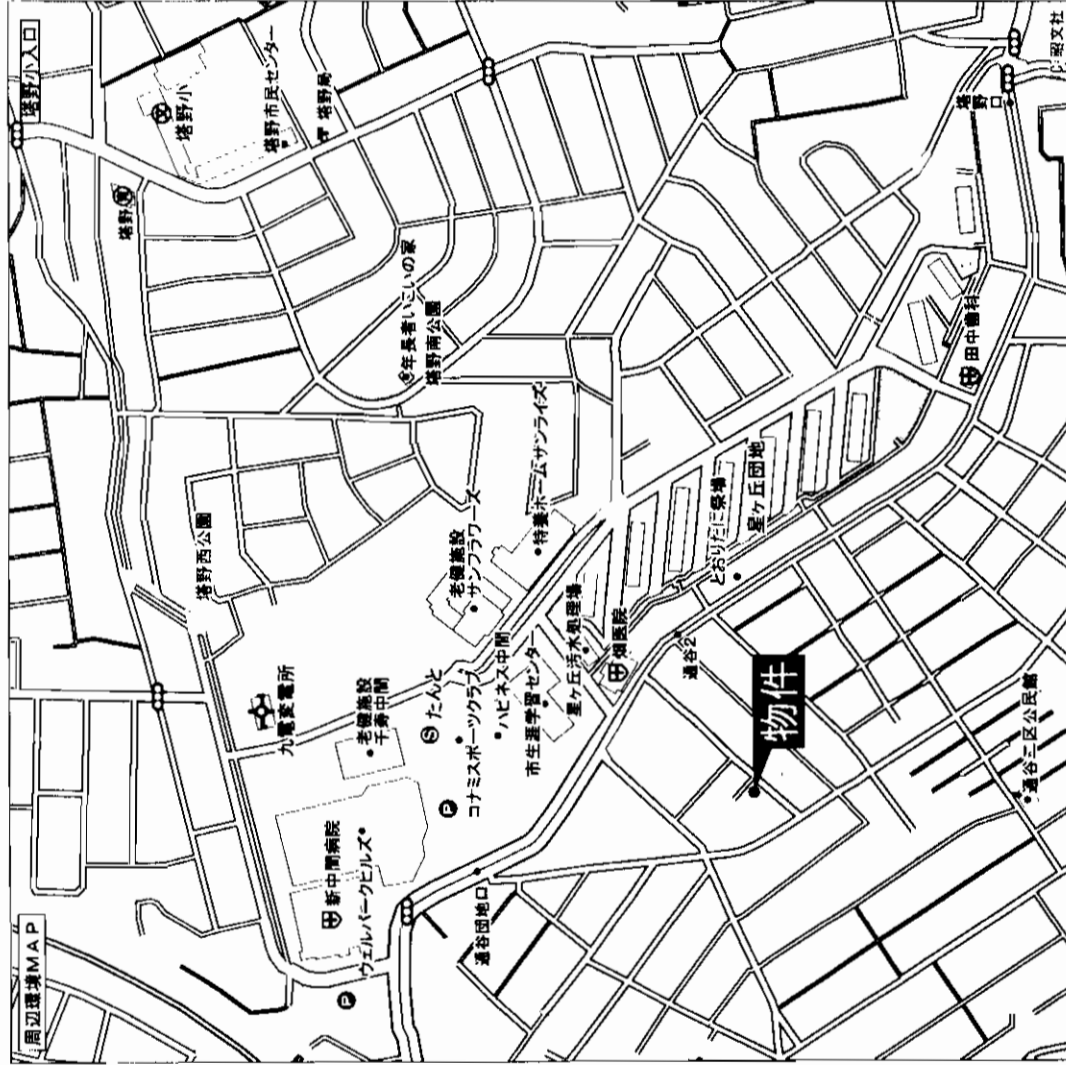 周辺環境MAP
新中間病院
ウェルパークヒルズ
通谷団地口
九電変電所
老健施設
千寿中間
たんと
コナミスポーツクラブ
ハピネス中間
市生涯学習センター
星ヶ丘汚水処理場
畑医院
通谷2
物件
通谷二区公民館
塔野西公園
老健施設
サンフラワーズ
特養ホームサンライズ
とおりたに祭場
星ヶ丘団地
年長者いこいの家
塔野南公園
田中歯科
塔野
塔野小入口
塔野小
塔野市民センター
塔野局
塔野口
昭文社